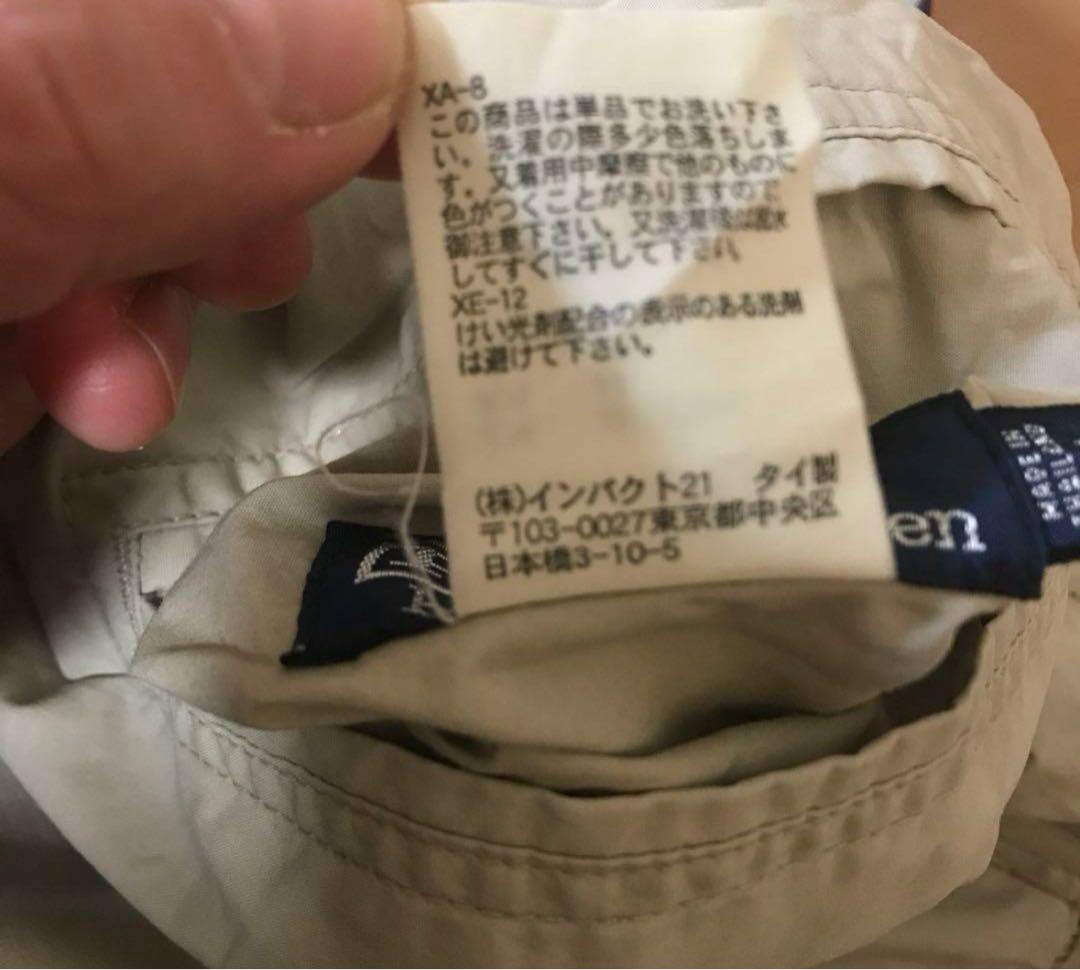 XA-8
この商品は単品でお洗い下さ
い。洗濯の際多少色落ちしま
す。又着用中摩擦で他のものに
色がつくことがありますので
御注意下さい。又洗濯後は脱水
してすぐに干して下さい。
XE-12
けい光剤配合の表示のある洗剤
は避けて下さい。
(株)インパクト21 タイ製
〒103-0027東京都中央区
日本橋3-10-5
en
MADE IN